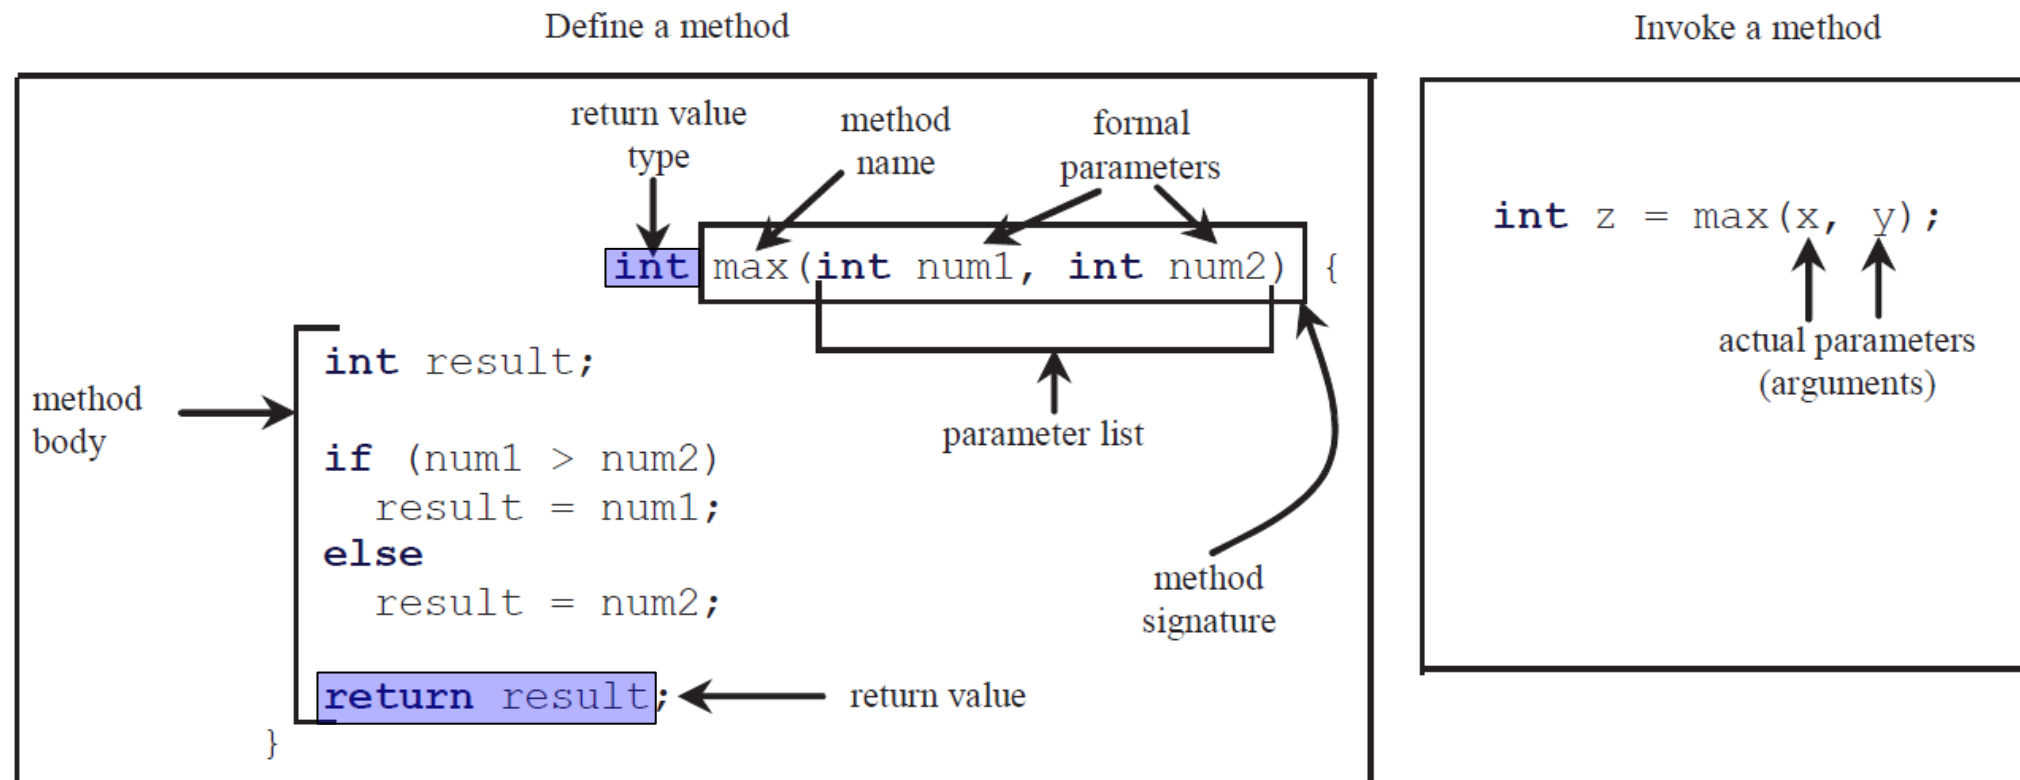 Define a method
Invoke a method
return value
type
method
name
formal
parameters
int max(int num1, int num2) {
int result;
if (num1 > num2)
result = num1;
else
result = num2;
return result;
}
method
body
parameter list
method
signature
return value
int z = max(x, y);
actual parameters
(arguments)